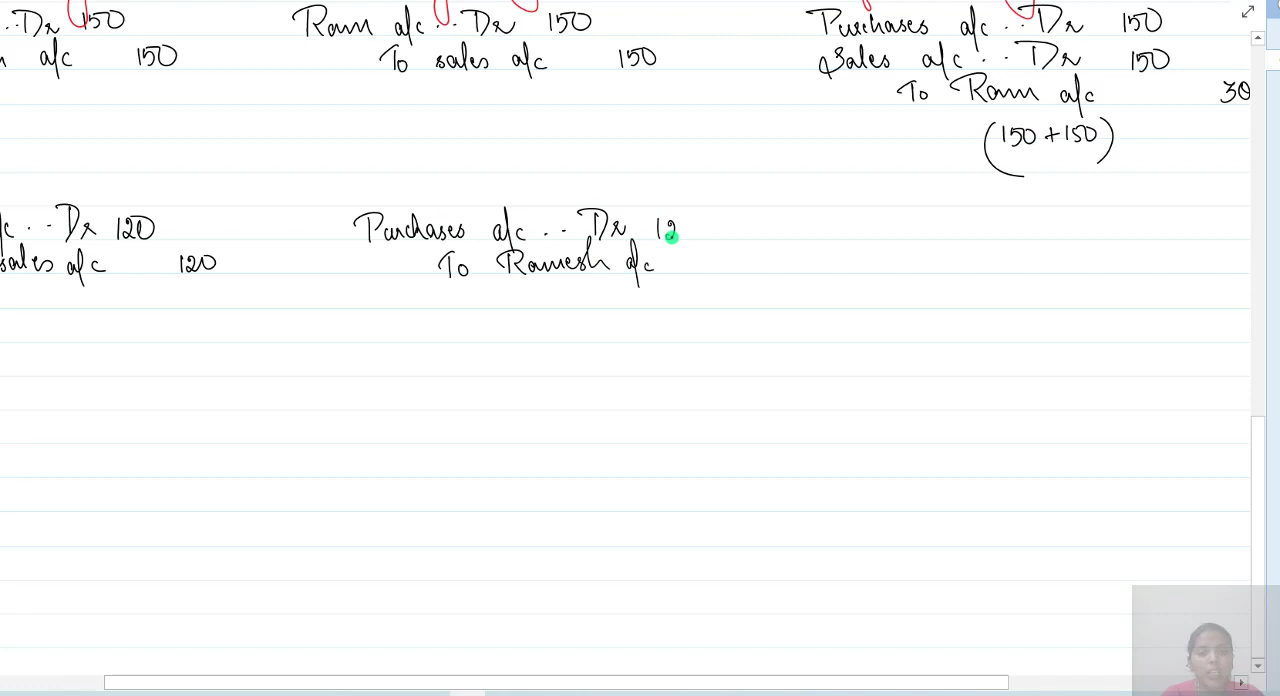 ..Dr 150
a/c 150
Ram a/c... Dr 150
To sales a/c 150
Purchases a/c ... Dr 150
Sales a/c ... Dr 150
To Ram a/c 30
(150 + 150)
c ... Dr 120
sales a/c 120
Purchases a/c ... Dr 12
To Ramesh a/c